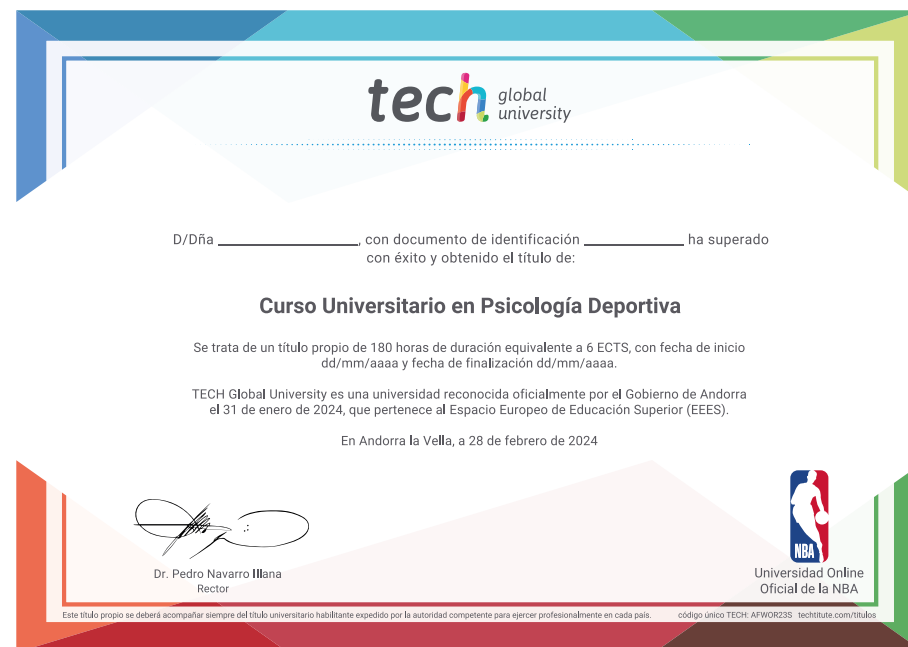 tech global
university
D/Dña ______________, con documento de identificación __________ ha superado
con éxito y obtenido el título de:
Curso Universitario en Psicología Deportiva
Se trata de un título propio de 180 horas de duración equivalente a 6 ECTS, con fecha de inicio
dd/mm/aaaa y fecha de finalización dd/mm/aaaa.
TECH Global University es una universidad reconocida oficialmente por el Gobierno de Andorra
el 31 de enero de 2024, que pertenece al Espacio Europeo de Educación Superior (EEES).
En Andorra la Vella, a 28 de febrero de 2024
NBA
Dr. Pedro Navarro Illana
Rector
Universidad Online
Oficial de la NBA
Este título propio se deberá acompañar siempre del título universitario habilitante expedido por la autoridad competente para ejercer profesionalmente en cada país.
código único TECH: AFWOR23S techtitute.com/titulos